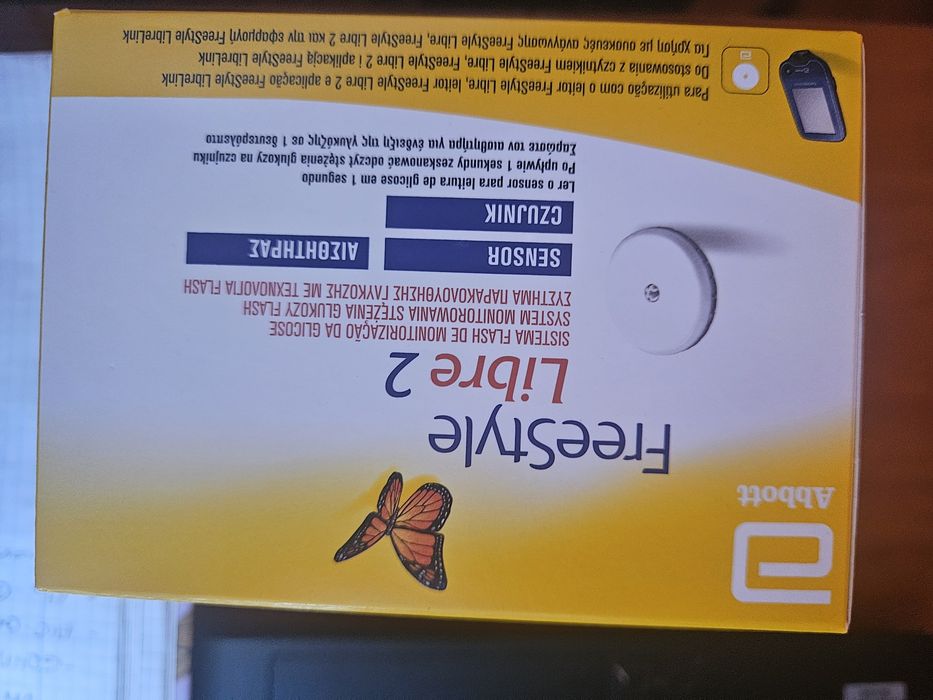 Abbott
FreeStyle
Libre 2
SISTEMA FLASH DE MONITORIZAÇÃO DA GLICOSE
SYSTEM MONITOROWANIA STĘŻENIA GLUKOZY FLASH
ΣΥΣΤΗΜΑ ΠΑΡΑΚΟΛΟΥΘΗΣΗΣ ΓΛΥΚΟΖΗΣ ΜΕ ΤΕΧΝΟΛΟΓΙΑ FLASH
SENSOR ΑΙΣΘΗΤΗΡΑΣ
CZUJNIK
Ler o sensor para leitura de glicose em 1 segundo
Po upływie 1 sekundy zeskanować odczyt stężenia glukozy na czujniku
Σαρώστε τον αισθητήρα για ένδειξη της γλυκόζης σε 1 δευτερόλεπτο
Para utilização com o leitor FreeStyle Libre, leitor FreeStyle Libre 2 e aplicação FreeStyle LibreLink
Do stosowania z czytnikiem FreeStyle Libre, FreeStyle Libre 2 i aplikacją FreeStyle LibreLink
Για χρήση με συσκευές ανάγνωσης FreeStyle Libre, FreeStyle Libre 2 και την εφαρμογή FreeStyle LibreLink